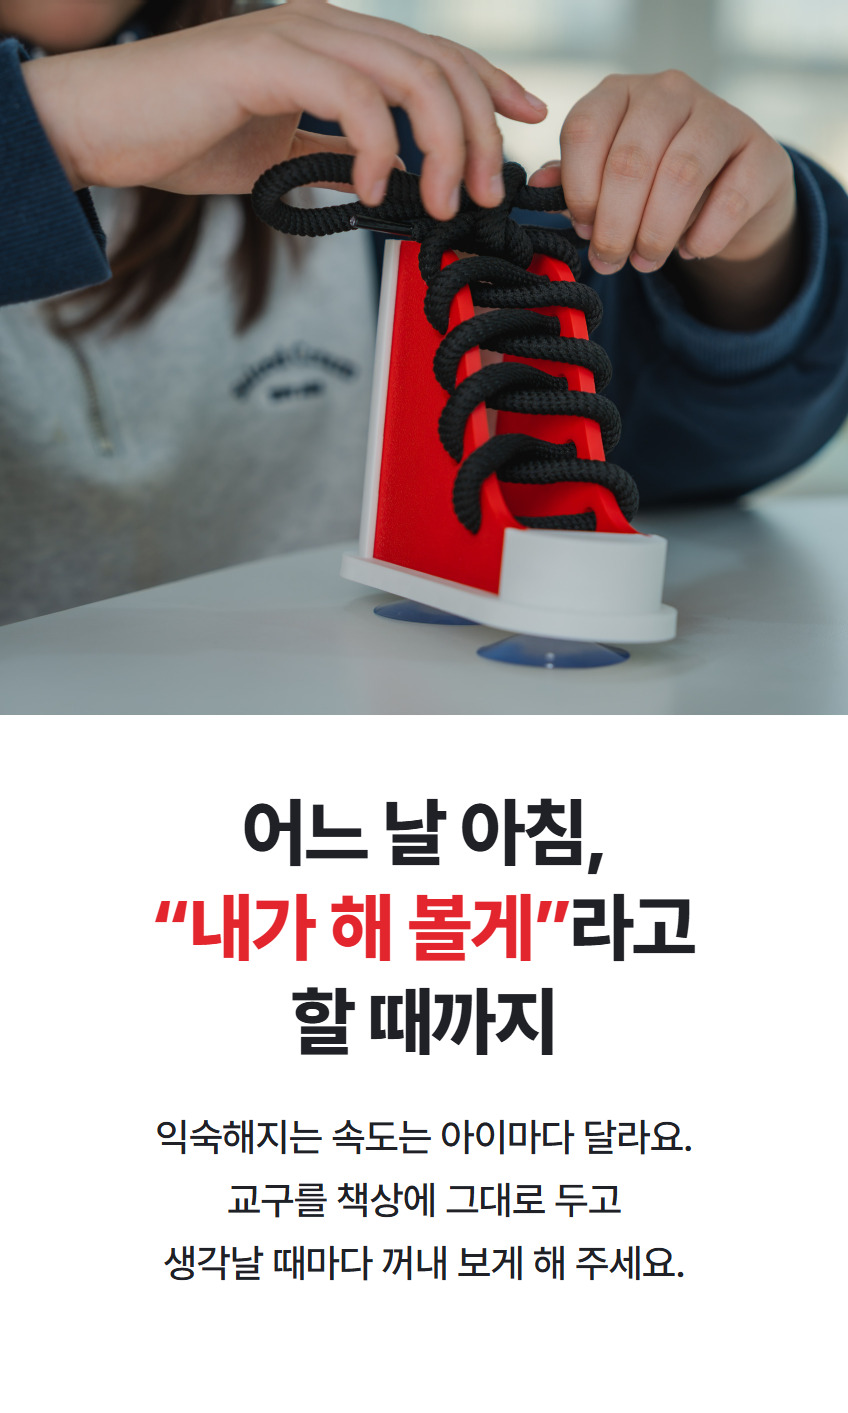 어느 날 아침,
“내가 해 볼게”라고
할 때까지
익숙해지는 속도는 아이마다 달라요.
교구를 책상에 그대로 두고
생각날 때마다 꺼내 보게 해 주세요.